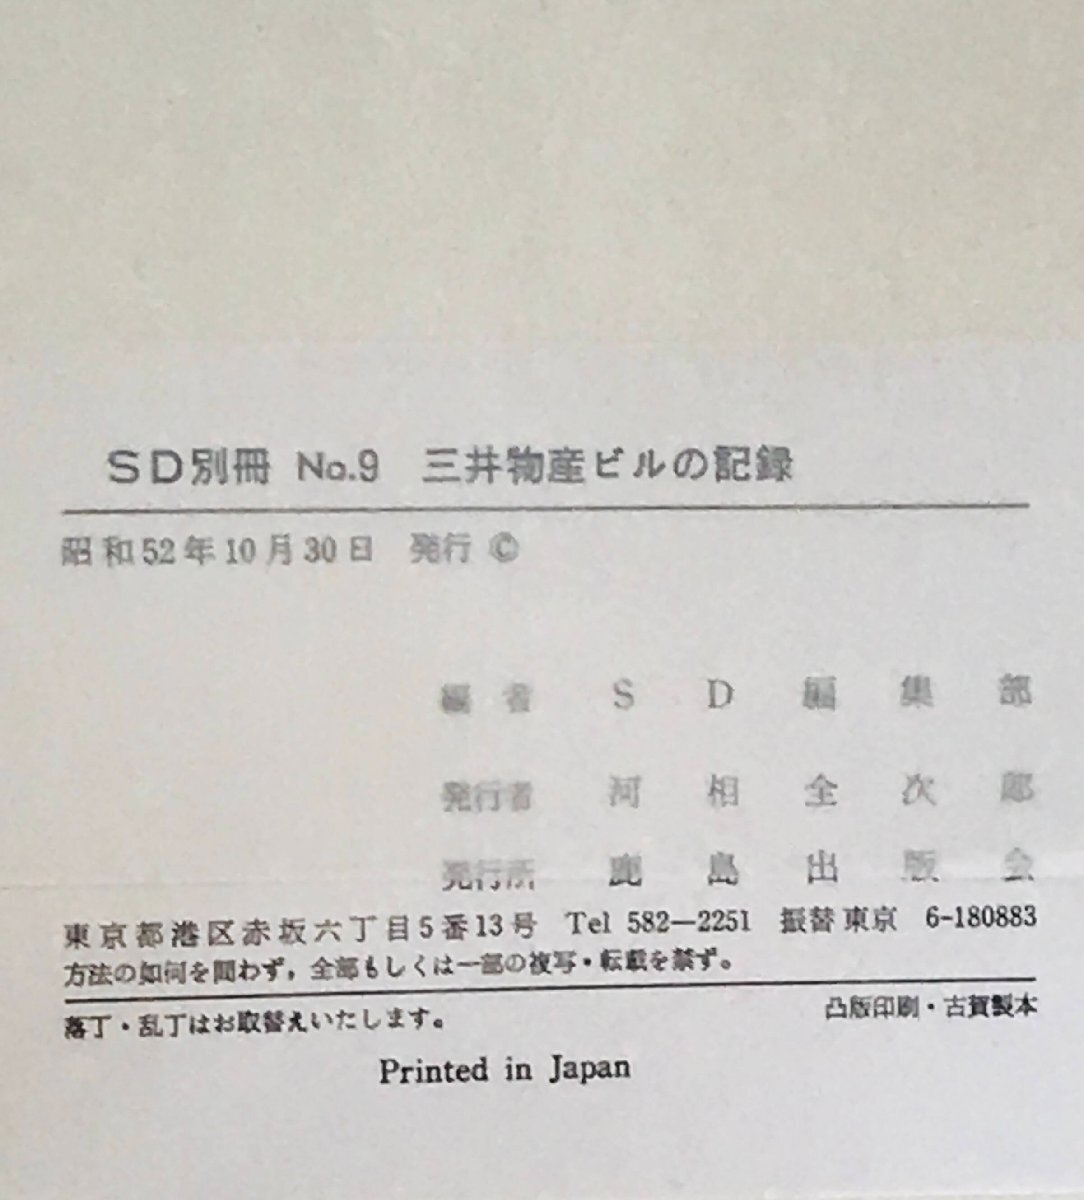 SD別冊 No.9 三井物産ビルの記録
昭和52年10月30日 発行 ©
編者 SD編集部
発行者 河相全次郎
発行所 鹿島出版会
東京都港区赤坂六丁目5番13号 Tel 582—2251 振替東京 6-180883
方法の如何を問わず，全部もしくは一部の複写・転載を禁ず。
落丁・乱丁はお取替えいたします。 凸版印刷・古賀製本
Printed in Japan